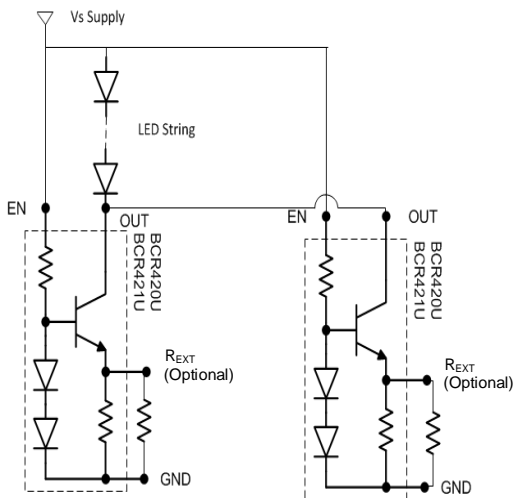 Vs Supply
LED String
EN
OUT
BCR420U
BCR421U
REXT
(Optional)
GND
EN
OUT
BCR420U
BCR421U
REXT
(Optional)
GND